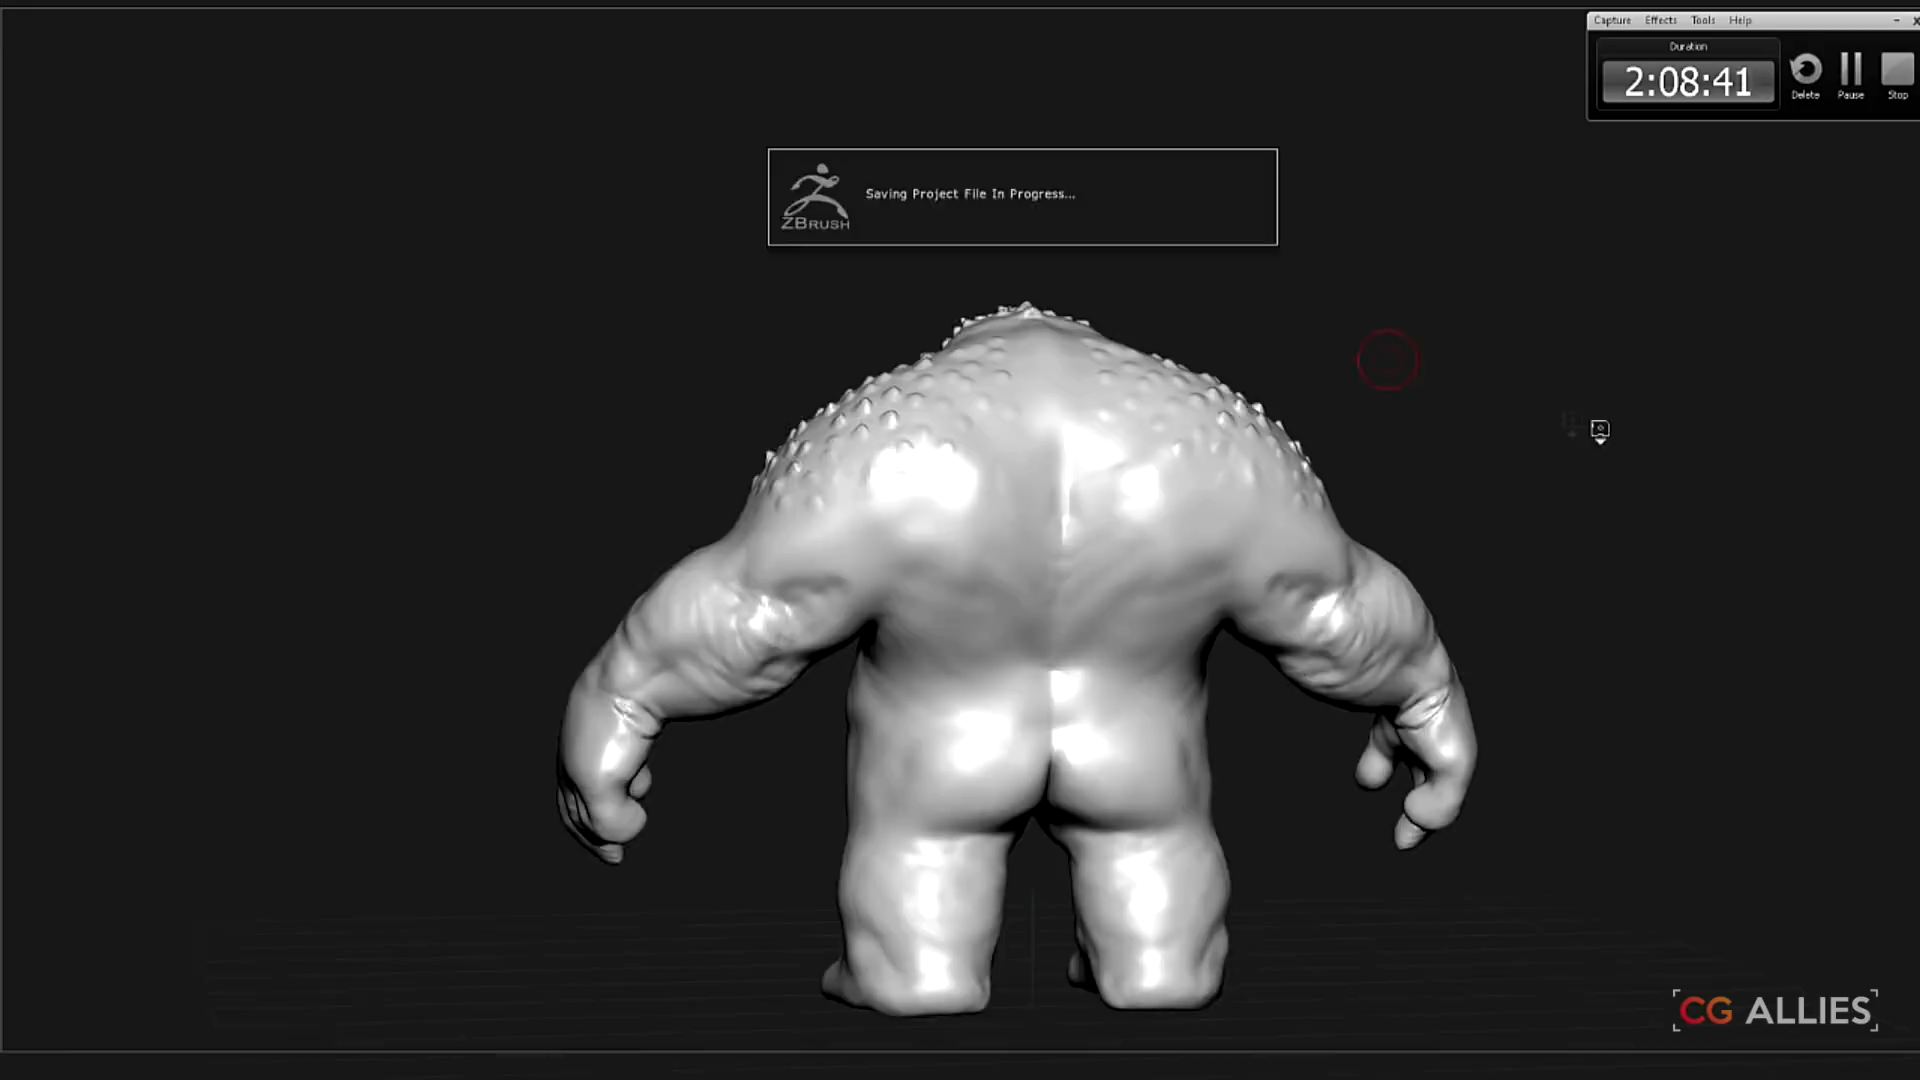 Capture Effects Tools Help
Duration
2:08:41
Delete Pause Stop
Saving Project File In Progress...
ZBRUSH
[CG ALLIES]